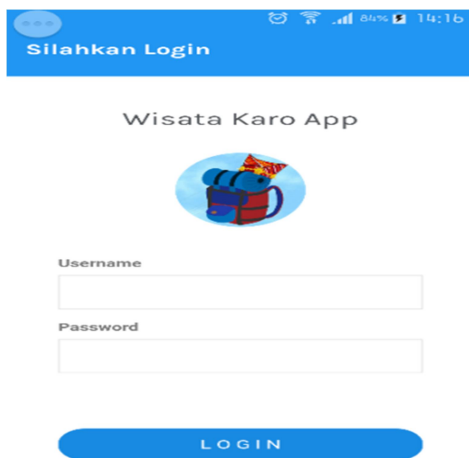 84% 14:16
Silahkan Login
Wisata Karo App
Username
Password
LOGIN